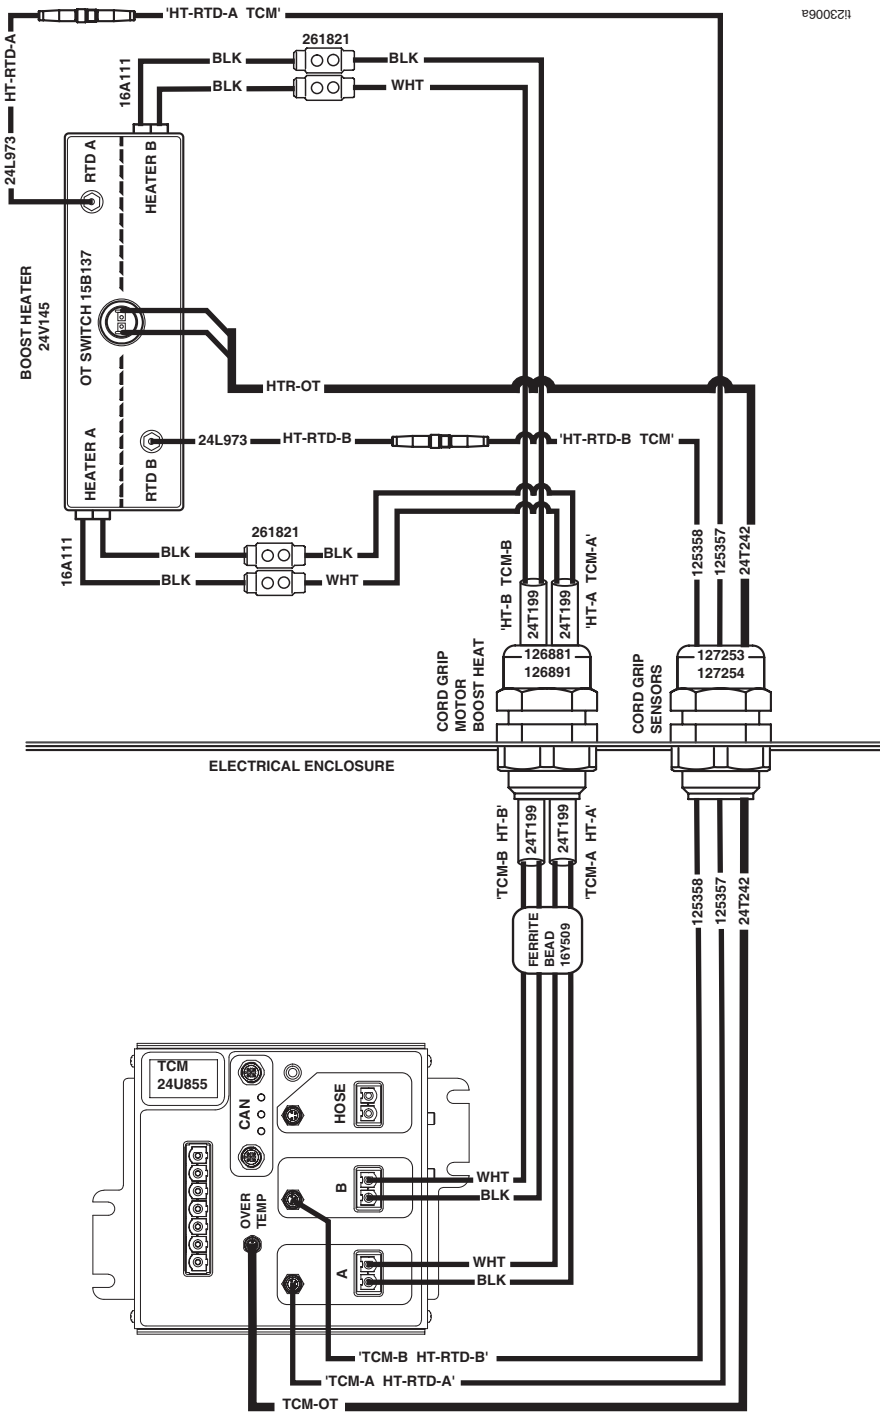 'HT-RTD-A TCM'
ti23006a
HT-RTD-A
24L973
16A111
BLK
261821
BLK
BLK
WHT
RTD A
HEATER B
BOOST HEATER
24V145
OT SWITCH 15B137
HTR-OT
HEATER A
RTD B
24L973
HT-RTD-B
'HT-RTD-B TCM'
16A111
BLK
261821
BLK
BLK
WHT
'HT-B TCM-B
24T199
24T199
'HT-A TCM-A'
125358
125357
24T242
CORD GRIP
MOTOR
BOOST HEAT
126881
126891
CORD GRIP
SENSORS
127253
127254
ELECTRICAL ENCLOSURE
'TCM-B HT-B'
24T199
24T199
'TCM-A HT-A'
125358
125357
24T242
FERRITE
BEAD
16Y509
TCM
24U855
CAN
HOSE
OVER
TEMP
B
WHT
BLK
A
WHT
BLK
'TCM-B HT-RTD-B'
'TCM-A HT-RTD-A'
TCM-OT